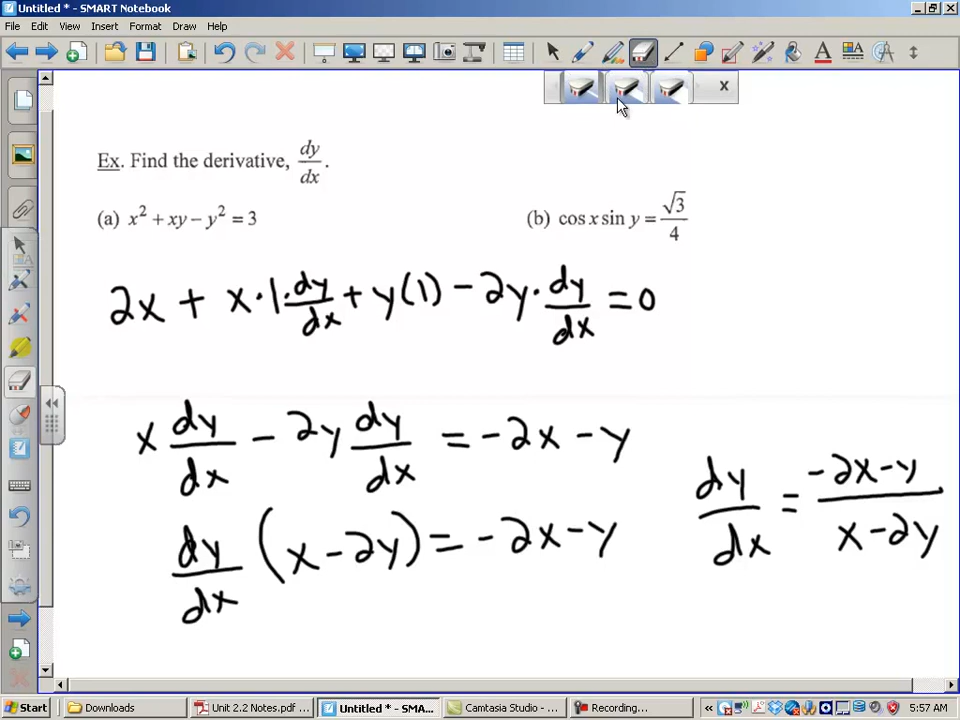 Untitled * - SMART Notebook
File Edit View Insert Format Draw Help
x
Ex. Find the derivative, dy/dx.
(a) x² + xy − y² = 3
(b) cos x sin y = √3/4
2x + x·1·dy/dx + y(1) − 2y·dy/dx = 0
x dy/dx − 2y dy/dx = −2x − y
dy/dx (x − 2y) = −2x − y
dy/dx = −2x−y/x−2y
Start Downloads Unit 2.2 Notes.pdf ... Untitled * - SMA... Camtasia Studio - ... Recording... « 5:57 AM